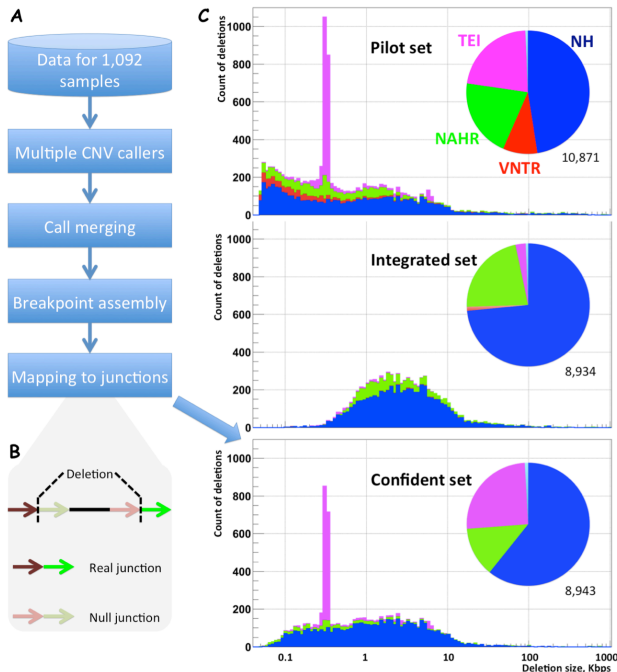 A
Data for 1,092
samples
Multiple CNV callers
Call merging
Breakpoint assembly
Mapping to junctions
B
Deletion
Real junction
Null junction
C
Count of deletions
1000
800
600
400
200
0
Pilot set
TEI
NH
NAHR
VNTR
10,871
Count of deletions
1000
800
600
400
200
0
Integrated set
8,934
Count of deletions
1000
800
600
400
200
0
Confident set
8,943
0.1 1 10 100 1000
Deletion size, Kbps